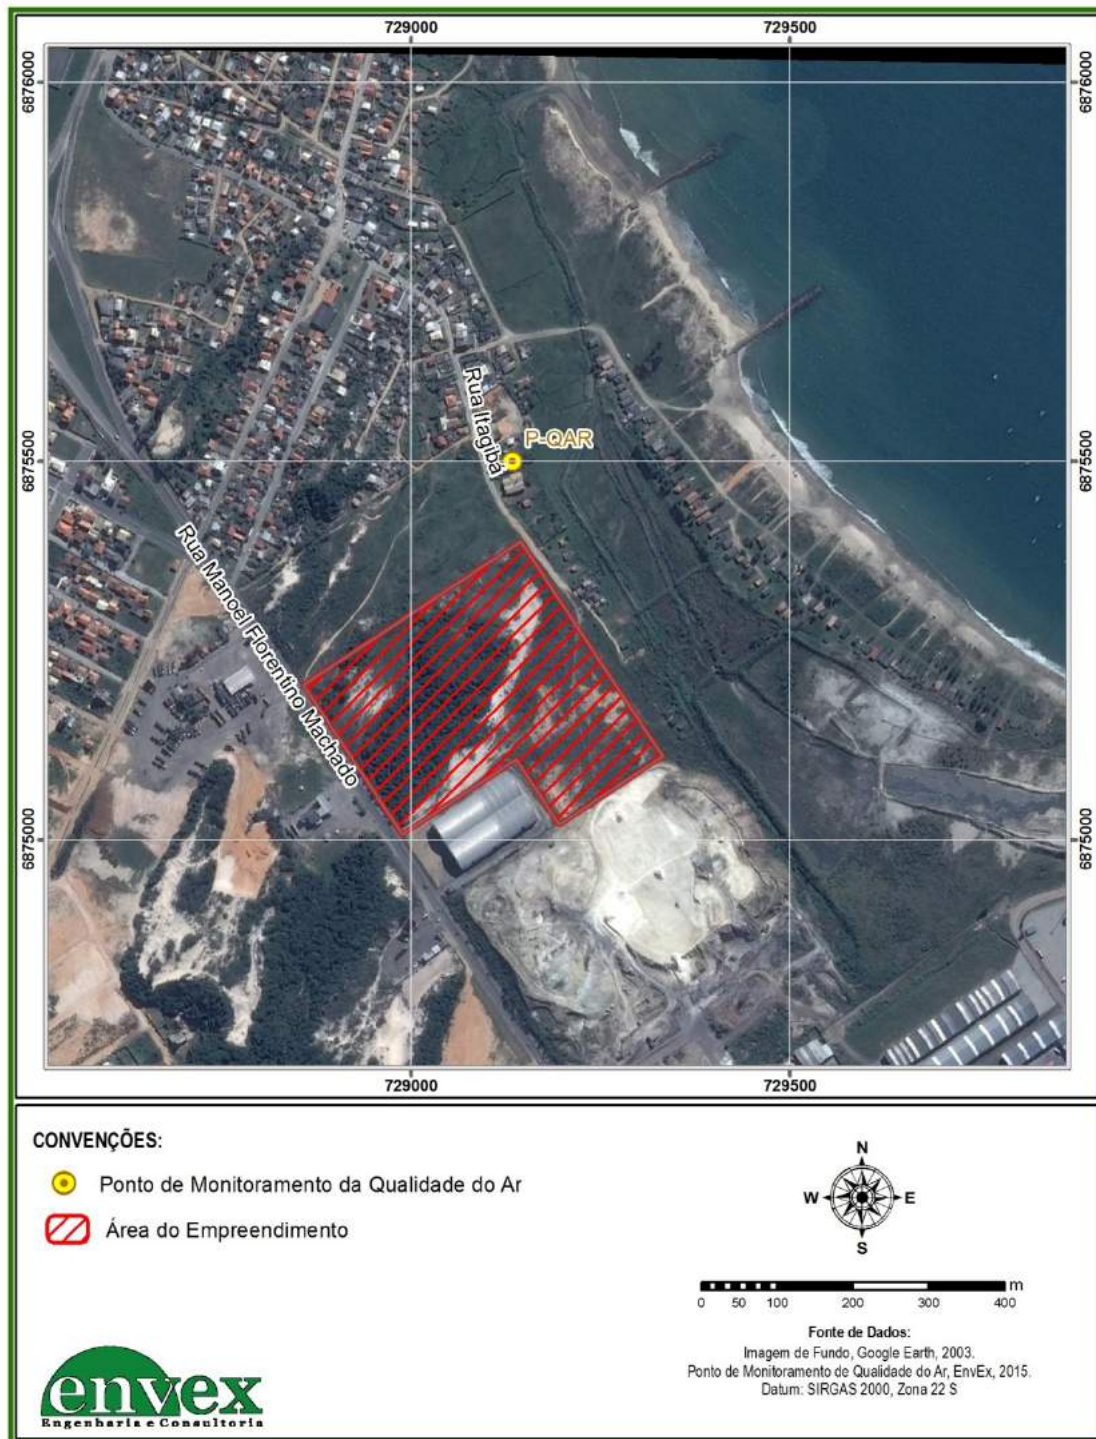 729000
729500
6876000
6876000
Rua Itagibá
P-QAR
6875500
6875500
Rua Manoel Florentino Machado
6875000
6875000
729000
729500
CONVENÇÕES:
Ponto de Monitoramento da Qualidade do Ar
Área do Empreendimento
N
W
E
S
m
0 50 100 200 300 400
Fonte de Dados:
Imagem de Fundo, Google Earth, 2003.
Ponto de Monitoramento de Qualidade do Ar, EnvEx, 2015.
Datum: SIRGAS 2000, Zona 22 S
envex
Engenharia e Consultoria